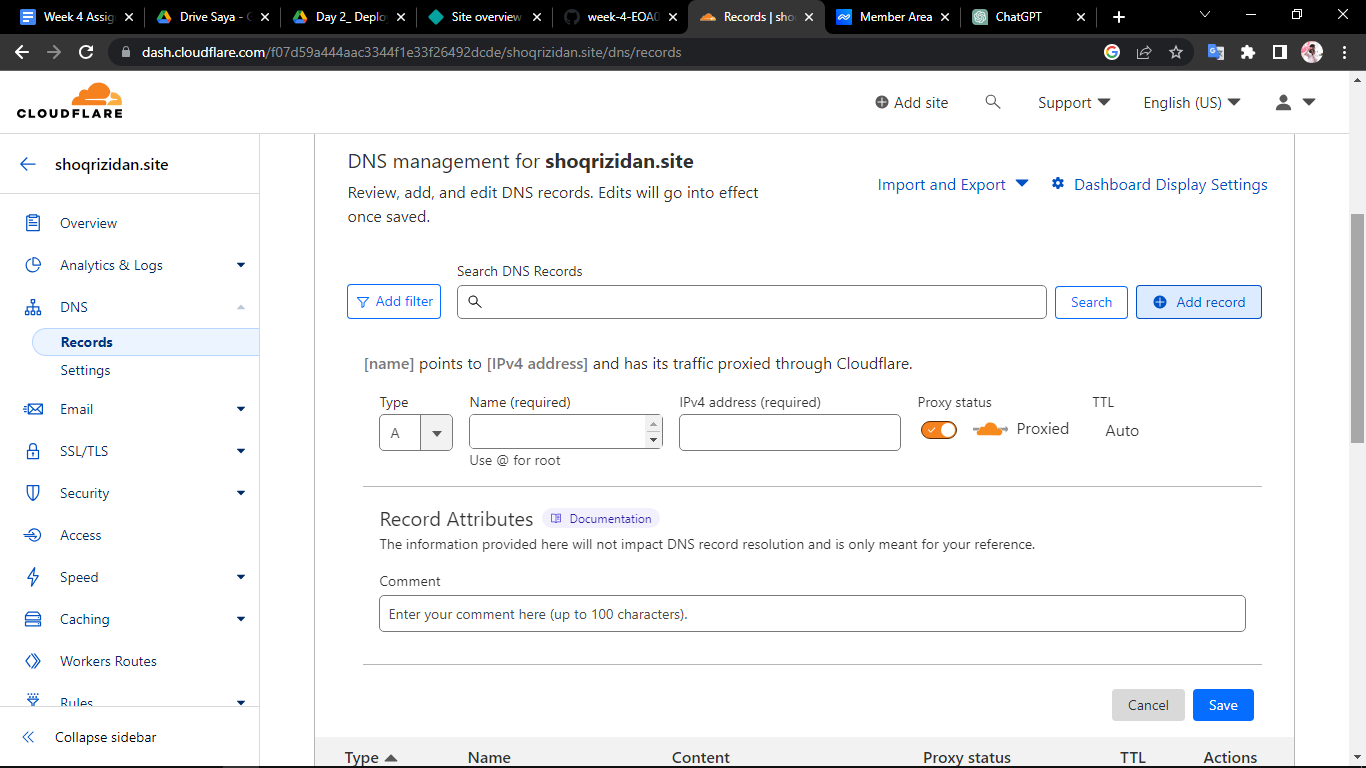 Week 4 Assig
Drive Saya - G
Day 2_ Deplo
Site overview
week-4-EOA0
Records | sho
Member Area
ChatGPT
dash.cloudflare.com/f07d59a444aac3344f1e33f26492dcde/shoqrizidan.site/dns/records
CLOUDFLARE
Add site
Support
English (US)
shoqrizidan.site
Overview
Analytics & Logs
DNS
Records
Settings
Email
SSL/TLS
Security
Access
Speed
Caching
Workers Routes
Rules
Collapse sidebar
DNS management for shoqrizidan.site
Review, add, and edit DNS records. Edits will go into effect
once saved.
Import and Export
Dashboard Display Settings
Search DNS Records
Add filter
Search
Add record
[name] points to [IPv4 address] and has its traffic proxied through Cloudflare.
Type
Name (required)
IPv4 address (required)
Proxy status
TTL
A
Proxied
Auto
Use @ for root
Record Attributes
Documentation
The information provided here will not impact DNS record resolution and is only meant for your reference.
Comment
Enter your comment here (up to 100 characters).
Cancel
Save
Type
Name
Content
Proxy status
TTL
Actions